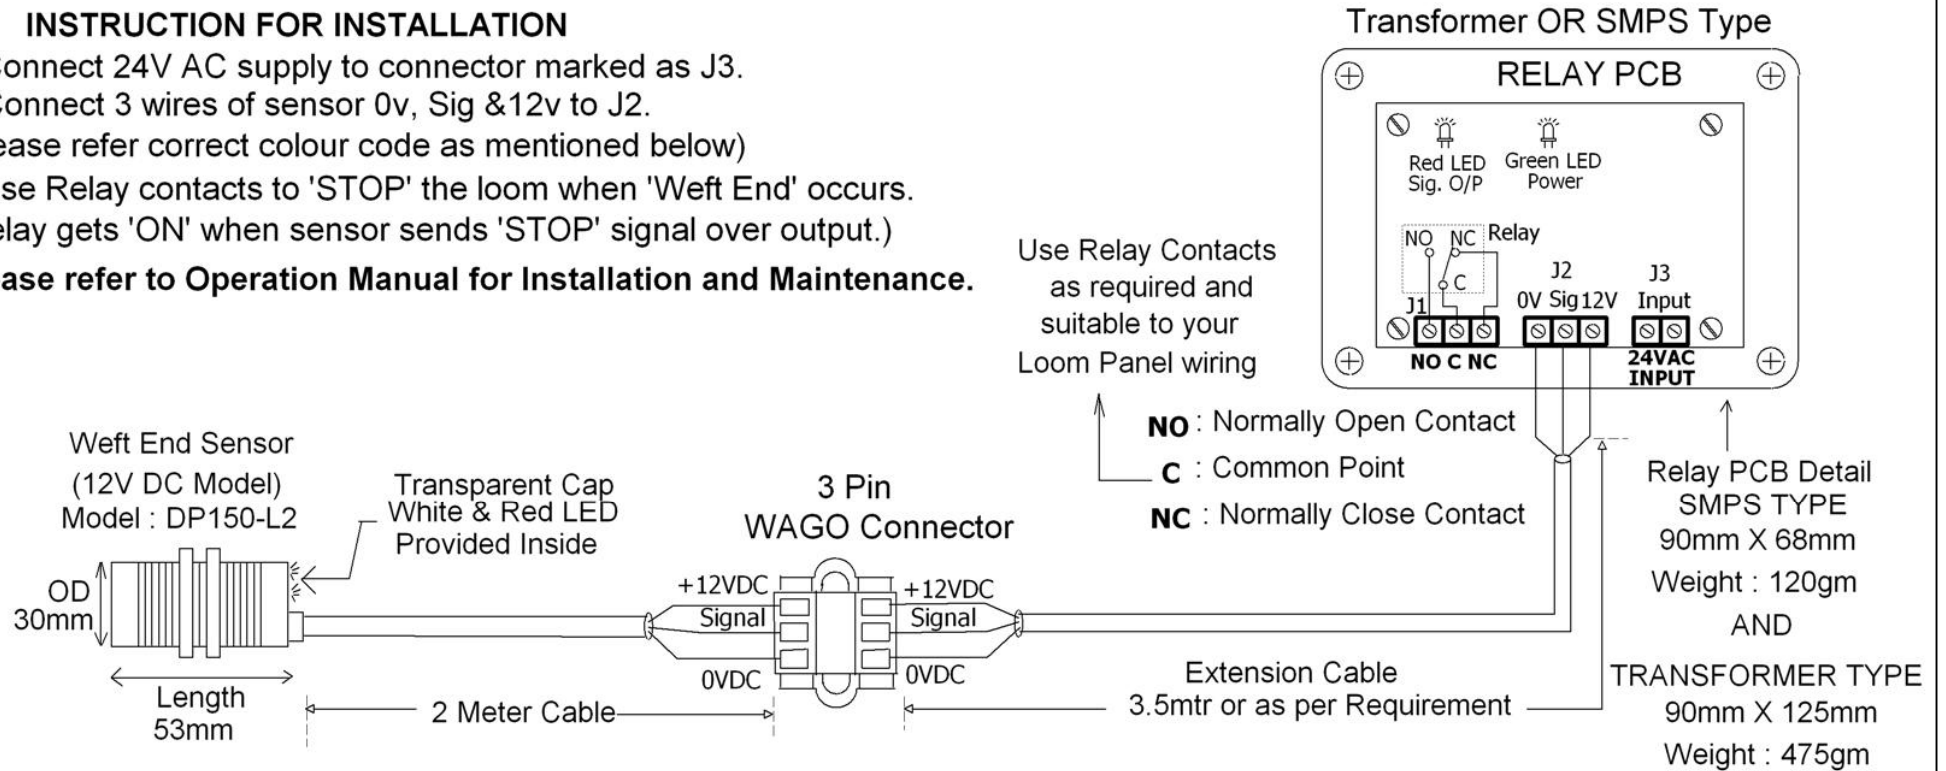 INSTRUCTION FOR INSTALLATION
onnect 24V AC supply to connector marked as J3.
onnect 3 wires of sensor 0v, Sig &12v to J2.
ease refer correct colour code as mentioned below)
se Relay contacts to 'STOP' the loom when 'Weft End' occurs.
elay gets 'ON' when sensor sends 'STOP' signal over output.)
ase refer to Operation Manual for Installation and Maintenance.
Transformer OR SMPS Type
RELAY PCB
Red LED
Sig. O/P
Green LED
Power
NO NC Relay
C
J1
J2
0V Sig 12V
J3
Input
NO C NC
24VAC
INPUT
Use Relay Contacts
as required and
suitable to your
Loom Panel wiring
NO : Normally Open Contact
C : Common Point
NC : Normally Close Contact
Weft End Sensor
(12V DC Model)
Model : DP150-L2
Transparent Cap
White & Red LED
Provided Inside
3 Pin
WAGO Connector
OD
30mm
Length
53mm
+12VDC
Signal
0VDC
+12VDC
Signal
0VDC
2 Meter Cable
Extension Cable
3.5mtr or as per Requirement
Relay PCB Detail
SMPS TYPE
90mm X 68mm
Weight : 120gm
AND
TRANSFORMER TYPE
90mm X 125mm
Weight : 475gm